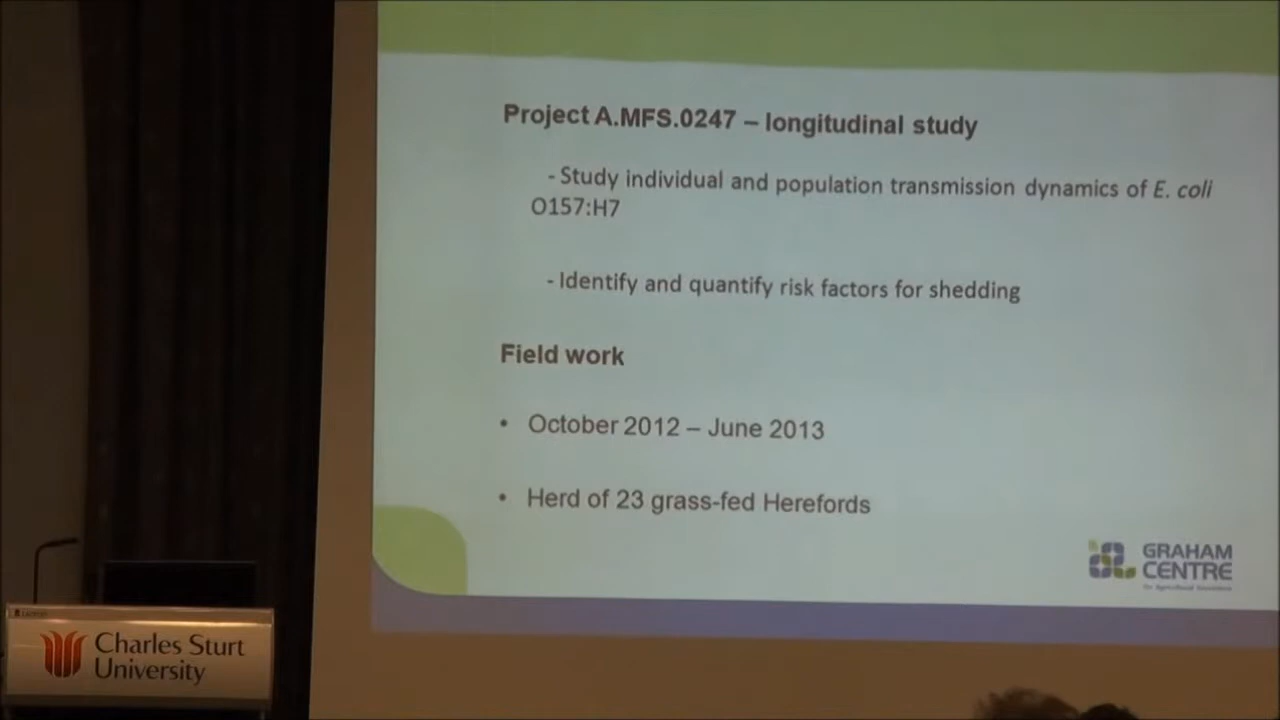 Project A.MFS.0247 – longitudinal study
- Study individual and population transmission dynamics of E. coli
O157:H7
- Identify and quantify risk factors for shedding
Field work
• October 2012 – June 2013
• Herd of 23 grass-fed Herefords
GRAHAM
CENTRE
Charles Sturt
University